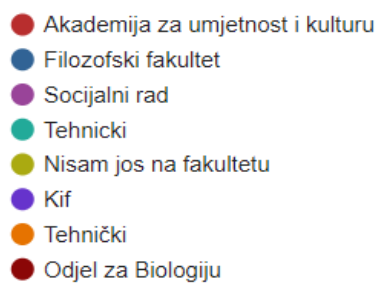 Akademija za umjetnost i kulturu
Filozofski fakultet
Socijalni rad
Tehnicki
Nisam jos na fakultetu
Kif
Tehnički
Odjel za Biologiju